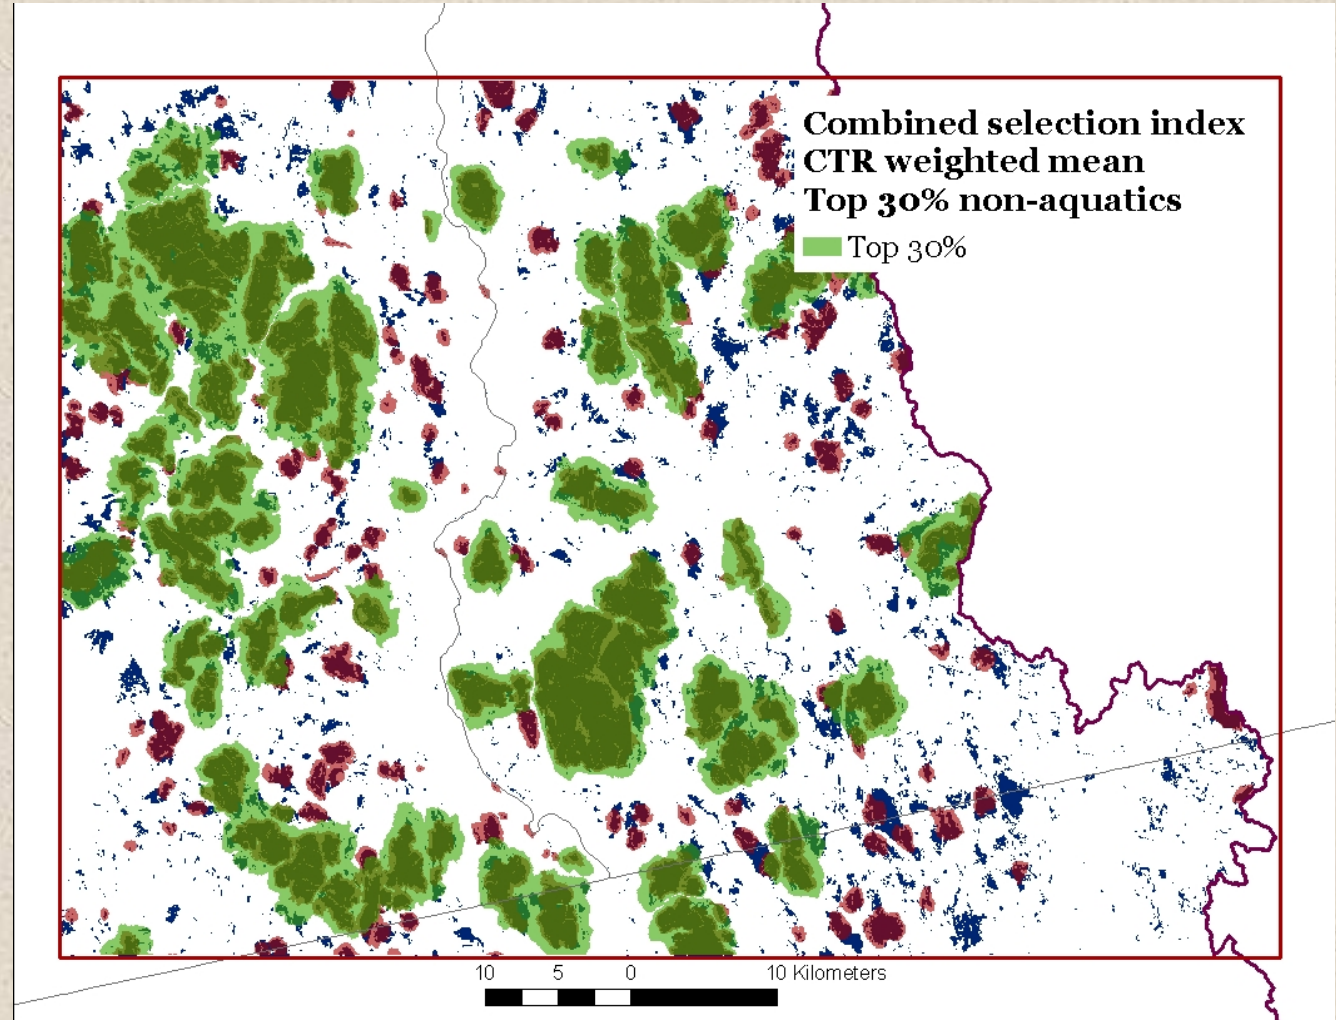 Combined selection index
CTR weighted mean
Top 30% non-aquatics
Top 30%
10 5 0 10 Kilometers